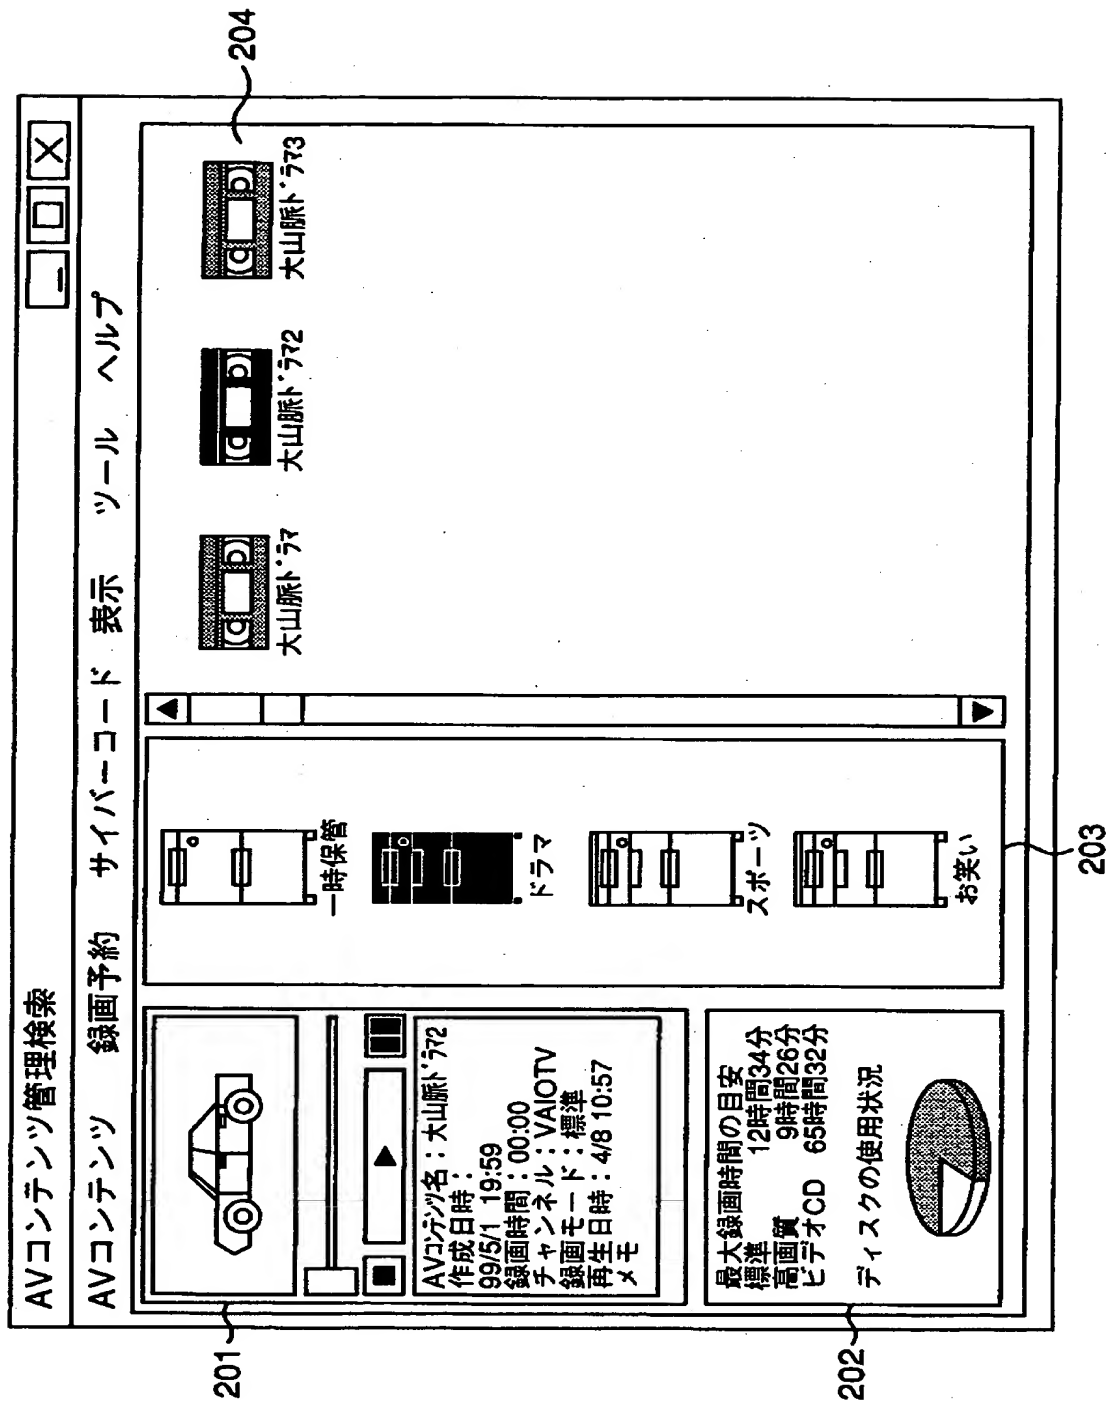 AVコンテンツ管理検索
AVコンテンツ 録画予約 サイバーコード 表示 ツール ヘルプ
201
AVコンテンツ名：大山脈ドラマ2
作成日時：
99/5/1 19:59
録画時間：00:00
チャンネル：VAIOTV
録画モード：標準
再生日時：4/8 10:57
メモ
202
最大録画時間の目安
標準 12時間34分
高画質 9時間26分
ビデオCD 65時間32分
ディスクの使用状況
一時保管
ドラマ
スポーツ
お笑い
203
大山脈ドラマ
大山脈ドラマ2
大山脈ドラマ3
204